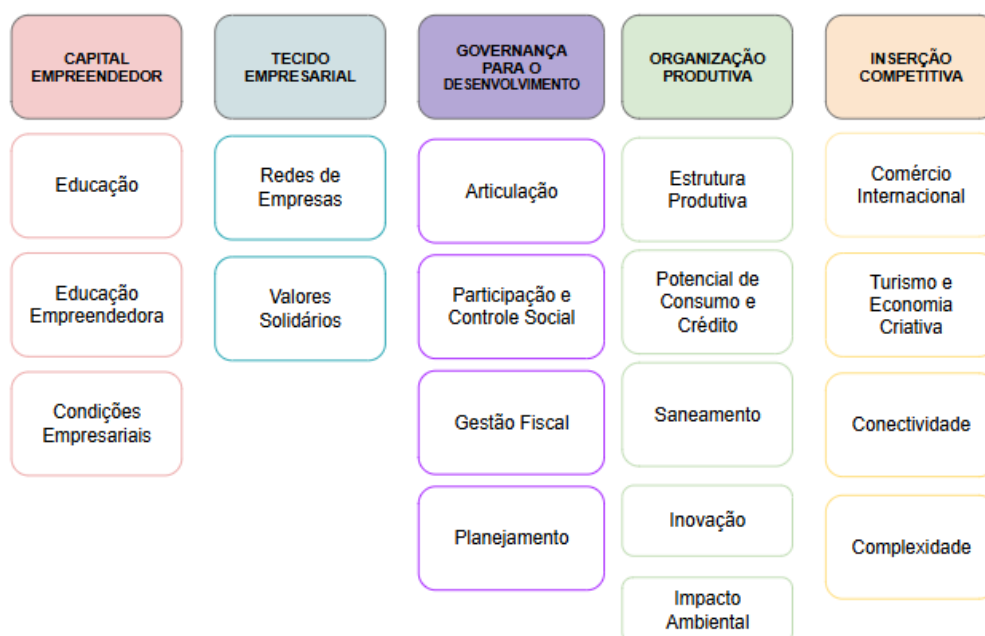 CAPITAL
EMPREENDEDOR
Educação
Educação
Empreendedora
Condições
Empresariais
TECIDO
EMPRESARIAL
Redes de
Empresas
Valores
Solidários
GOVERNANÇA
PARA O
DESENVOLVIMENTO
Articulação
Participação e
Controle Social
Gestão Fiscal
Planejamento
ORGANIZAÇÃO
PRODUTIVA
Estrutura
Produtiva
Potencial de
Consumo e
Crédito
Saneamento
Inovação
Impacto
Ambiental
INSERÇÃO
COMPETITIVA
Comércio
Internacional
Turismo e
Economia
Criativa
Conectividade
Complexidade